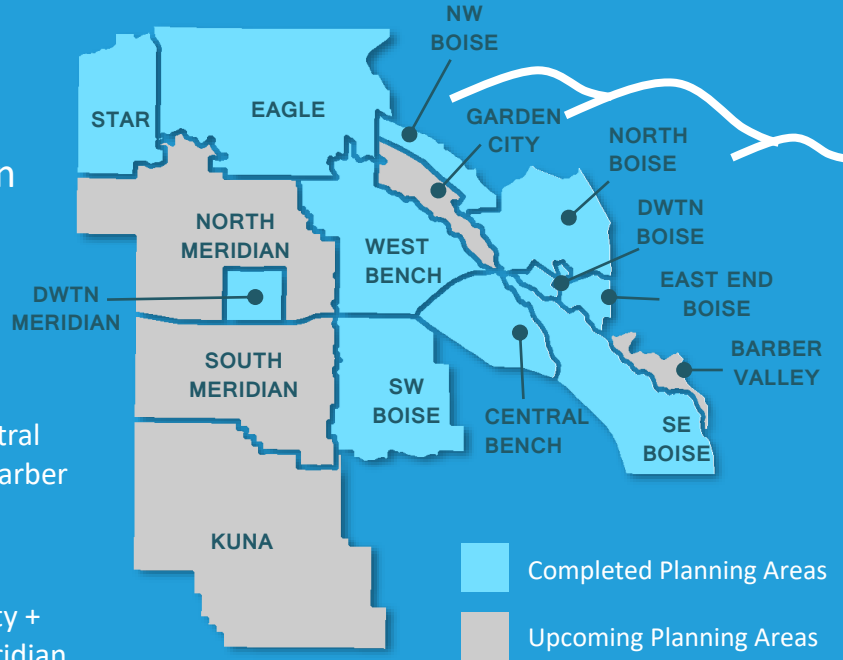 NW
BOISE
STAR
EAGLE
GARDEN
CITY
NORTH
BOISE
NORTH
MERIDIAN
WEST
BENCH
DWTN
BOISE
DWTN
MERIDIAN
EAST END
BOISE
SOUTH
MERIDIAN
BARBER
VALLEY
SW
BOISE
CENTRAL
BENCH
SE
BOISE
KUNA
Completed Planning Areas
Upcoming Planning Areas